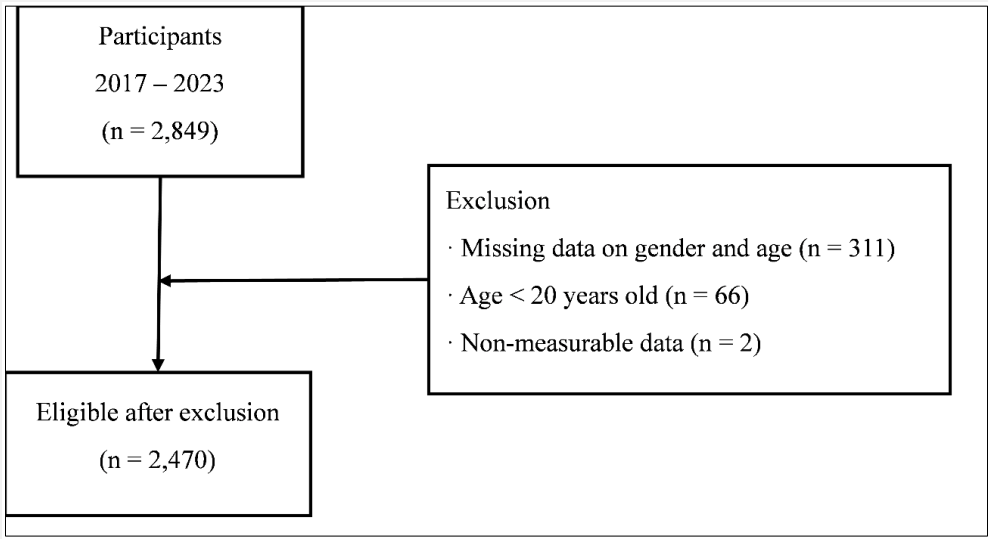 Participants
2017 – 2023
(n = 2,849)
Exclusion
· Missing data on gender and age (n = 311)
· Age < 20 years old (n = 66)
· Non-measurable data (n = 2)
Eligible after exclusion
(n = 2,470)